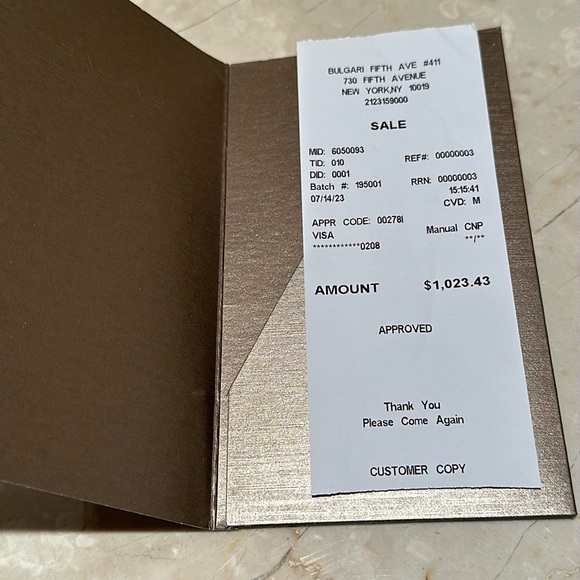 BULGARI FIFTH AVE #411
730 FIFTH AVENUE
NEW YORK,NY 10019
2123159000
SALE
MID: 6050093
TID: 010 REF#: 00000003
DID: 0001
Batch #: 195001 RRN: 00000003
07/14/23 15:15:41
CVD: M
APPR CODE: 00278I
VISA Manual CNP
************0208 **/**
AMOUNT $1,023.43
APPROVED
Thank You
Please Come Again
CUSTOMER COPY